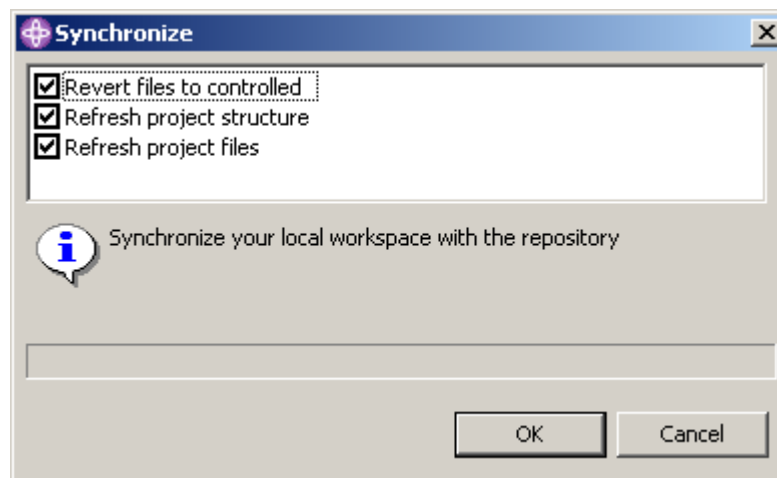 Synchronize
Revert files to controlled
Refresh project structure
Refresh project files
Synchronize your local workspace with the repository
OK
Cancel